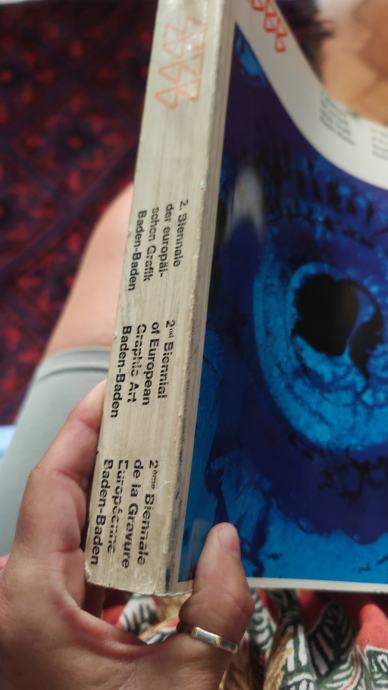 2. Biennale
der europäi-
schen Grafik
Baden-Baden
2nd Biennial
of European
Graphic Art
Baden-Baden
2ème Biennale
de la Gravure
Européenne
Baden-Baden